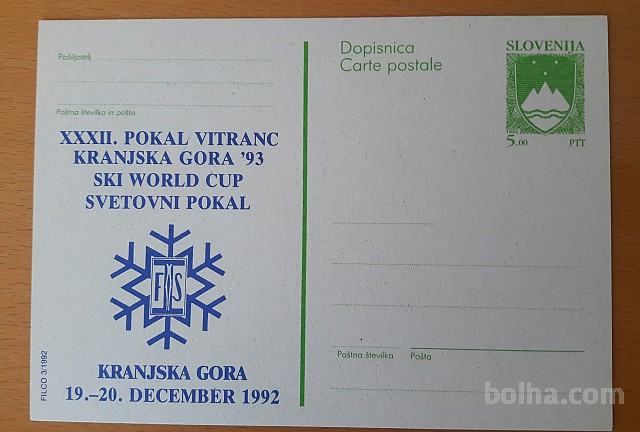 Pošiljatelj
Poštna številka in pošta
XXXII. POKAL VITRANC
KRANJSKA GORA '93
SKI WORLD CUP
SVETOVNI POKAL
FIS
KRANJSKA GORA
19.–20. DECEMBER 1992
FILCO 3/1992
Dopisnica
Carte postale
SLOVENIJA
5.00 PTT
Poštna številka Pošta
bolha.com